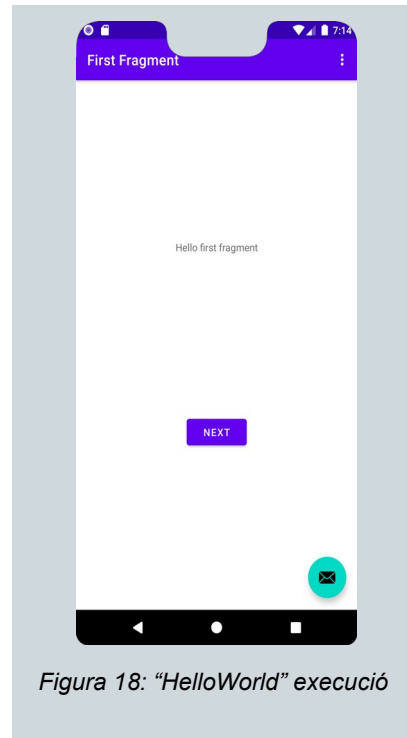 7:14
First Fragment
Hello first fragment
NEXT
Figura 18: “HelloWorld” execució